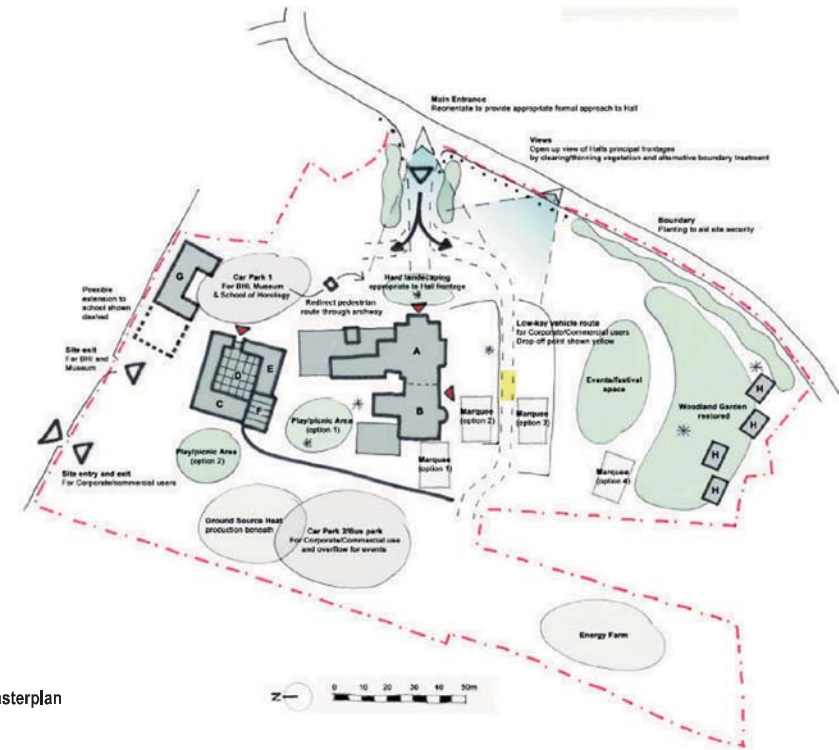 Main Entrance
Reorientate to provide appropriate formal approach to Hall
Views
Open up view of Halls principal frontages
by clearing/thinning vegetation and alternative boundary treatment
Boundary
Planting to aid site security
G
Car Park 1
For BHI, Museum
& School of Horology
Hard landscaping
appropriate to Hall frontage
Possible
extension to
school shown
dashed
Redirect pedestrian
route through archway
Low-key vehicle route
for Corporate/Commercial users
Drop-off point shown yellow
Site exit
For BHI and
Museum
A
E
D
C
F
B
Events/festival
space
Woodland Garden
restored
H
H
H
H
Play/picnic Area
(option 1)
Marquee
(option 2)
Marquee
(option 3)
Play/picnic Area
(option 2)
Marquee
(option 1)
Marquee
(option 4)
Site entry and exit
For Corporate/commercial users
Ground Source Heat
production beneath
Car Park 2/Bus park
For Corporate/Commercial use
and overflow for events
Energy Farm
sterplan
N
0 10 20 30 40 50m